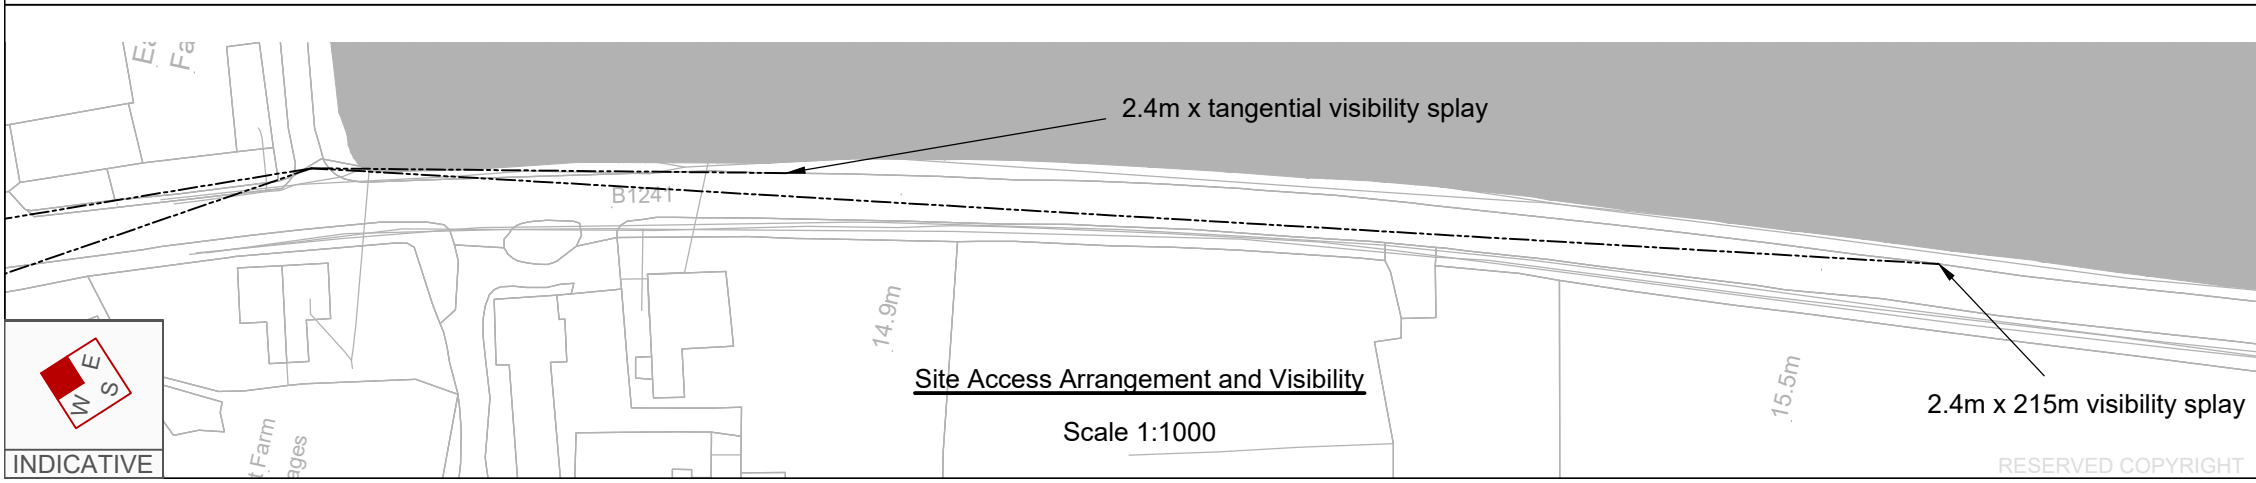 2.4m x tangential visibility splay
B1241
14.9m
Site Access Arrangement and Visibility
Scale 1:1000
15.5m
2.4m x 215m visibility splay
E
S
W
INDICATIVE
Farm
RESERVED COPYRIGHT